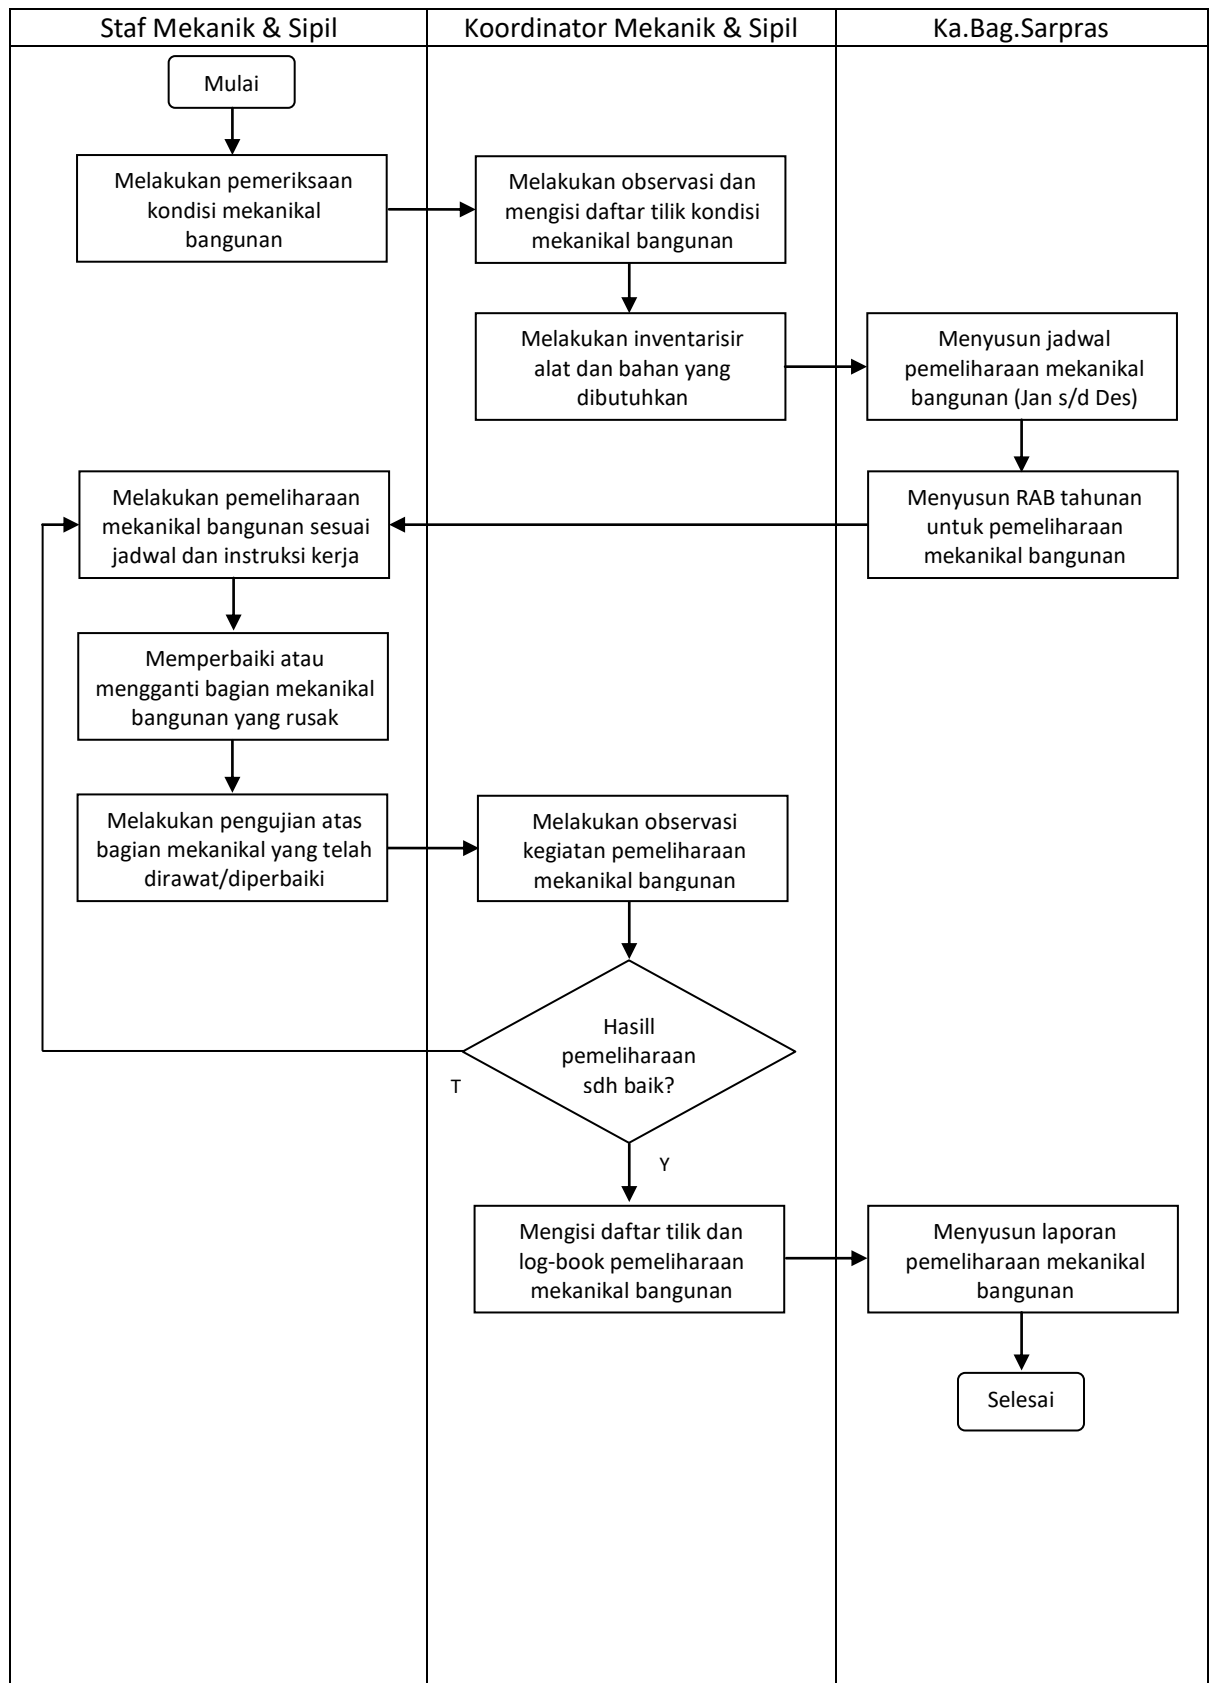 Staf Mekanik & Sipil
Koordinator Mekanik & Sipil
Ka.Bag.Sarpras
Mulai
Melakukan pemeriksaan
kondisi mekanikal
bangunan
Melakukan observasi dan
mengisi daftar tilik kondisi
mekanikal bangunan
Melakukan inventarisir
alat dan bahan yang
dibutuhkan
Menyusun jadwal
pemeliharaan mekanikal
bangunan (Jan s/d Des)
Menyusun RAB tahunan
untuk pemeliharaan
mekanikal bangunan
Melakukan pemeliharaan
mekanikal bangunan sesuai
jadwal dan instruksi kerja
Memperbaiki atau
mengganti bagian mekanikal
bangunan yang rusak
Melakukan pengujian atas
bagian mekanikal yang telah
dirawat/diperbaiki
Melakukan observasi
kegiatan pemeliharaan
mekanikal bangunan
Hasill
pemeliharaan
sdh baik?
T
Y
Mengisi daftar tilik dan
log-book pemeliharaan
mekanikal bangunan
Menyusun laporan
pemeliharaan mekanikal
bangunan
Selesai